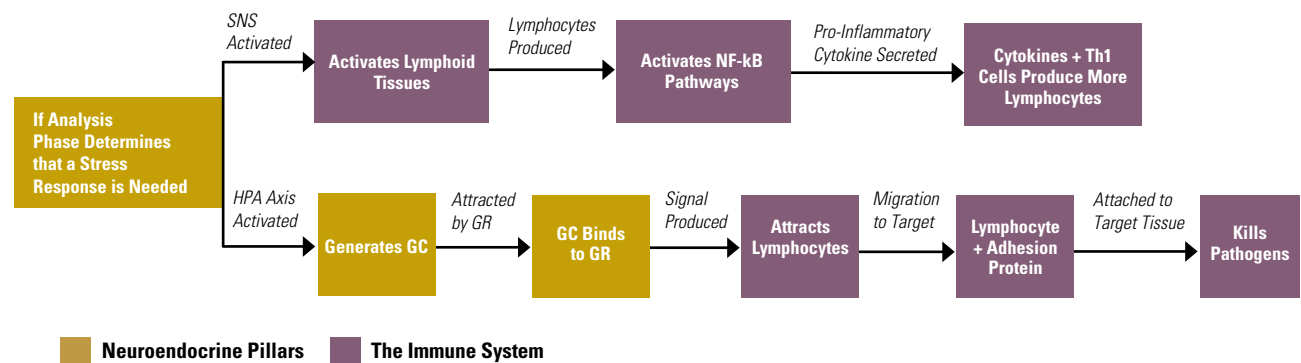 SNS
Activated
Lymphocytes
Produced
Pro-Inflammatory
Cytokine Secreted
Activates Lymphoid
Tissues
Activates NF-kB
Pathways
Cytokines + Th1
Cells Produce More
Lymphocytes
If Analysis
Phase Determines
that a Stress
Response is Needed
HPA Axis
Activated
Attracted
by GR
Signal
Produced
Migration
to Target
Attached to
Target Tissue
Generates GC
GC Binds
to GR
Attracts
Lymphocytes
Lymphocyte
+ Adhesion
Protein
Kills
Pathogens
Neuroendocrine Pillars
The Immune System